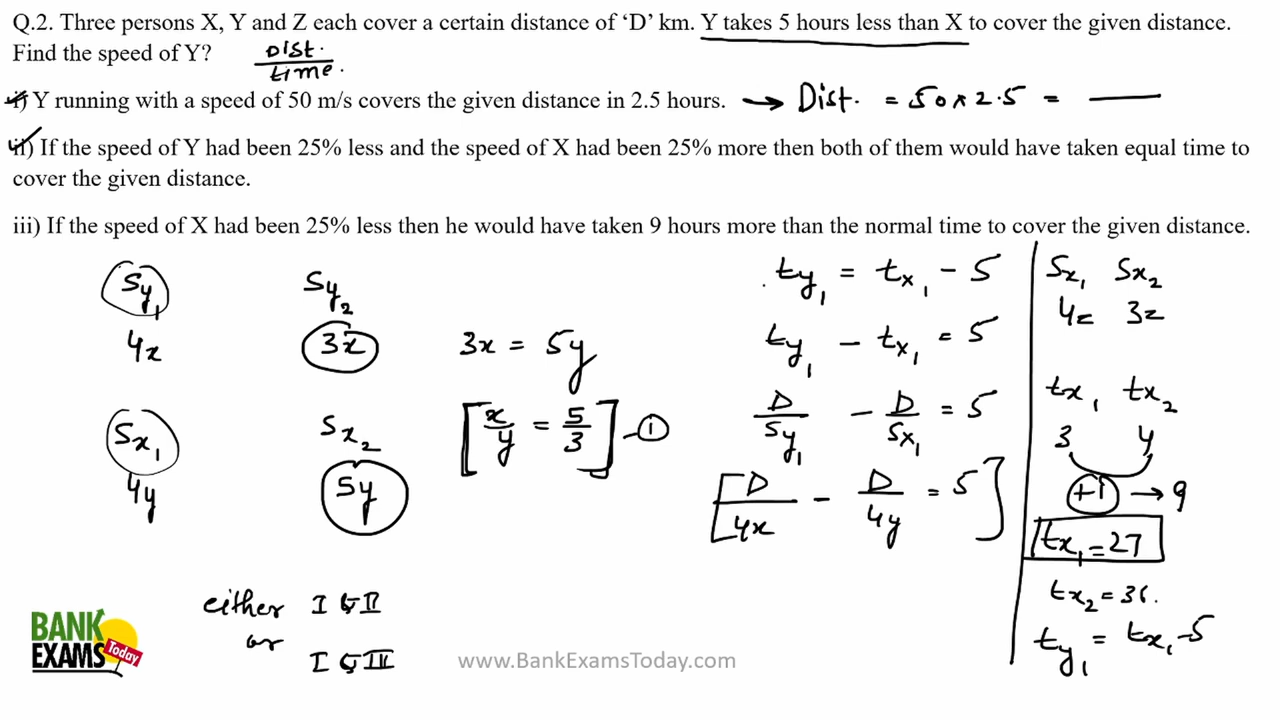 Q.2. Three persons X, Y and Z each cover a certain distance of ‘D’ km. Y takes 5 hours less than X to cover the given distance.
Find the speed of Y?
Dist.
time.
i) Y running with a speed of 50 m/s covers the given distance in 2.5 hours. → Dist. = 50 × 2.5 =
ii) If the speed of Y had been 25% less and the speed of X had been 25% more then both of them would have taken equal time to
cover the given distance.
iii) If the speed of X had been 25% less then he would have taken 9 hours more than the normal time to cover the given distance.
Sy₁ Sy₂
4x 3x
Sx₁ Sx₂
4y 5y
3x = 5y
[x/y = 5/3] - ①
ty₁ = tx₁ - 5
ty₁ - tx₁ = 5
D/Sy₁ - D/Sx₁ = 5
[D/4x - D/4y = 5]
Sx₁ Sx₂
4z 3z
tx₁ tx₂
3 4
+1 → 9
tx₁ = 27
tx₂ = 36.
ty₁ = tx₁ - 5
either I & II
or
I & III
BANK
EXAMS Today
www.BankExamsToday.com